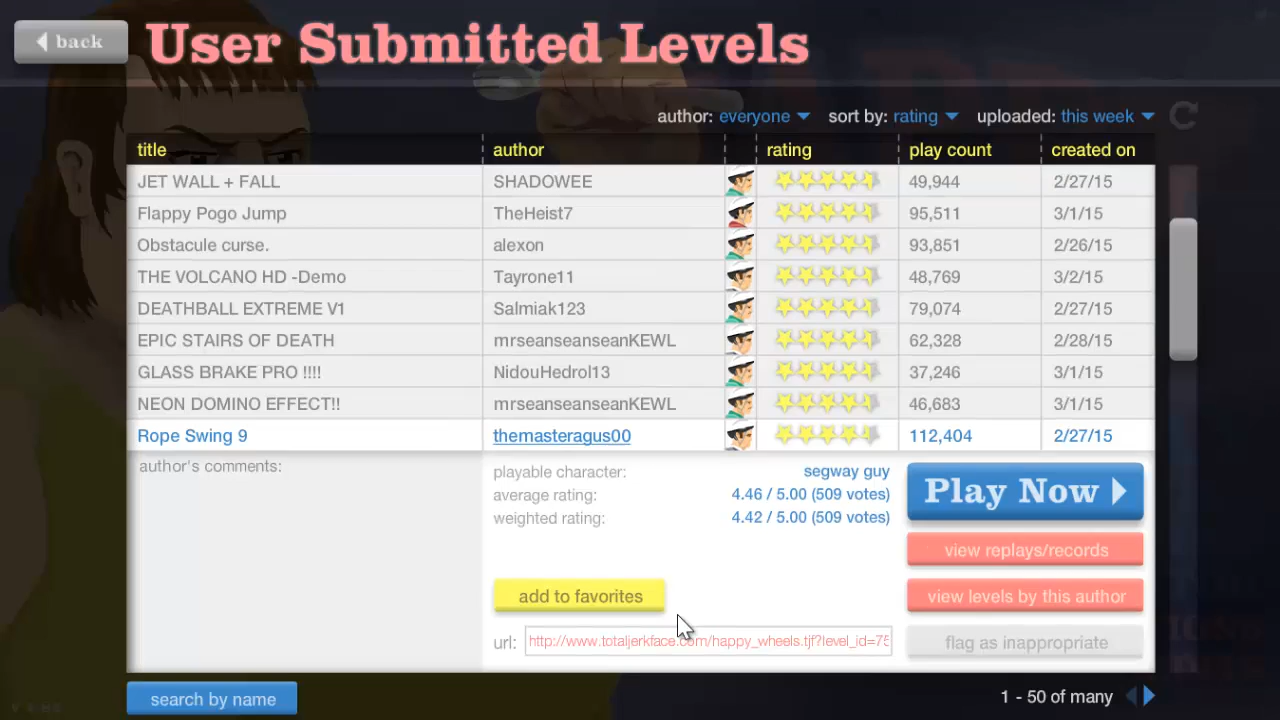 back
User Submitted Levels
author: everyone sort by: rating uploaded: this week
title author rating play count created on
JET WALL + FALL SHADOWEE 49,944 2/27/15
Flappy Pogo Jump TheHeist7 95,511 3/1/15
Obstacule curse. alexon 93,851 2/26/15
THE VOLCANO HD -Demo Tayrone11 48,769 3/2/15
DEATHBALL EXTREME V1 Salmiak123 79,074 2/27/15
EPIC STAIRS OF DEATH mrseanseanseanKEWL 62,328 2/28/15
GLASS BRAKE PRO !!!! NidouHedrol13 37,246 3/1/15
NEON DOMINO EFFECT!! mrseanseanseanKEWL 46,683 3/1/15
Rope Swing 9 themasteragus00 112,404 2/27/15
author's comments:
playable character: segway guy
average rating: 4.46 / 5.00 (509 votes)
weighted rating: 4.42 / 5.00 (509 votes)
Play Now
view replays/records
add to favorites
view levels by this author
url: http://www.totaljerkface.com/happy_wheels.tjf?level_id=75
flag as inappropriate
search by name
1 - 50 of many